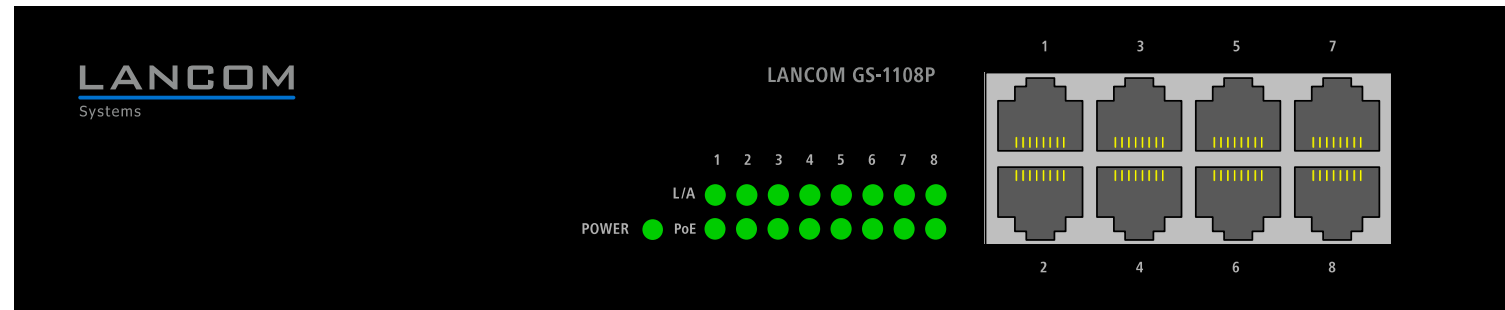 LANCOM
Systems
LANCOM GS-1108P
1 3 5 7
1 2 3 4 5 6 7 8
L/A
POWER PoE
2 4 6 8